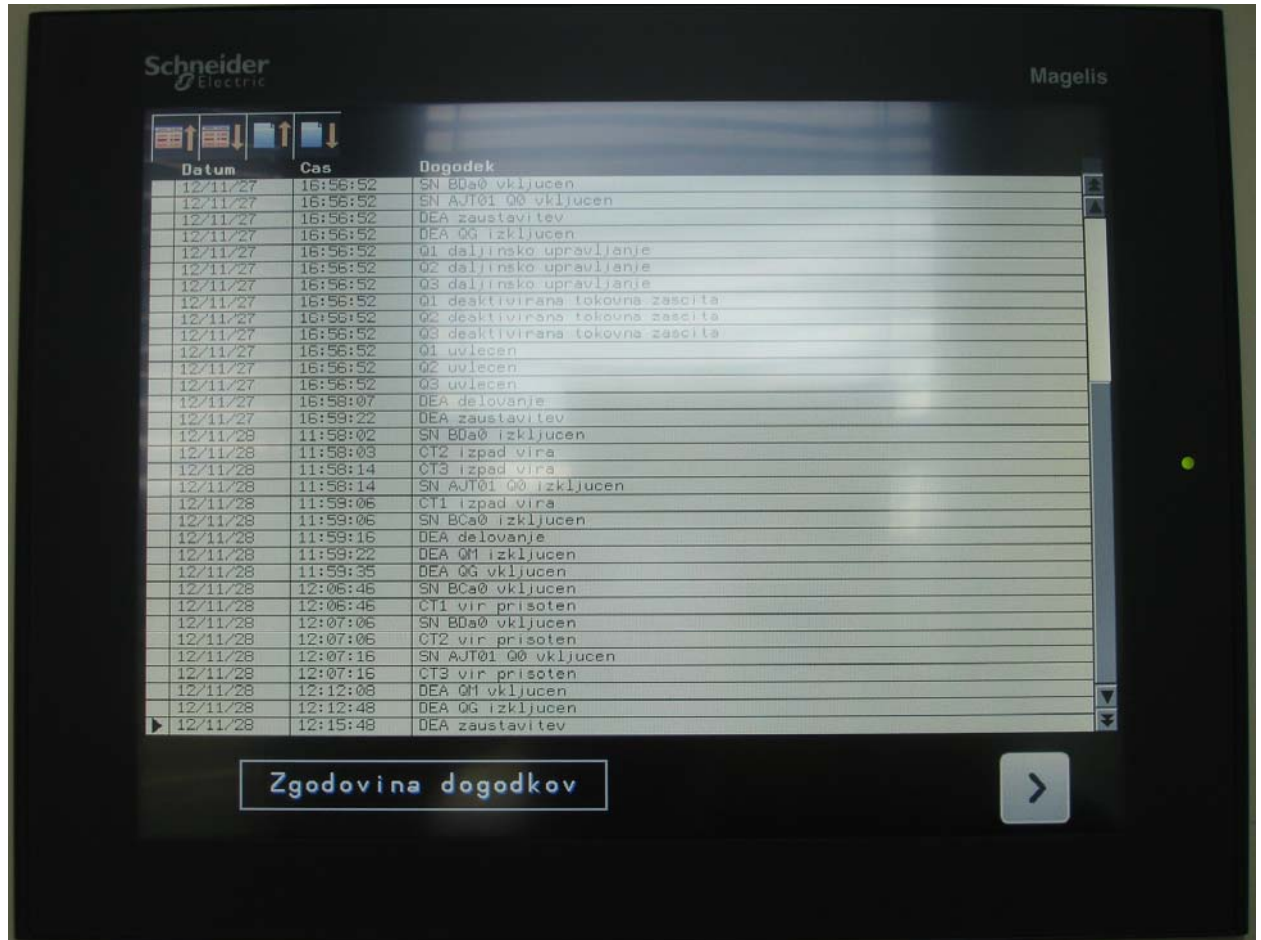 Schneider
Electric
Magelis
Datum Cas Dogodek
12/11/27 16:56:52 SN BDa0 vkljucen
12/11/27 16:56:52 SN AJT01 Q0 vkljucen
12/11/27 16:56:52 DEA zaustavitev
12/11/27 16:56:52 DEA QG izkljucen
12/11/27 16:56:52 Q1 daljinsko upravljanje
12/11/27 16:56:52 Q2 daljinsko upravljanje
12/11/27 16:56:52 Q3 daljinsko upravljanje
12/11/27 16:56:52 Q1 deaktivirana tokovna zascita
12/11/27 16:56:52 Q2 deaktivirana tokovna zascita
12/11/27 16:56:52 Q3 deaktivirana tokovna zascita
12/11/27 16:56:52 Q1 uvlecen
12/11/27 16:56:52 Q2 uvlecen
12/11/27 16:56:52 Q3 uvlecen
12/11/27 16:58:07 DEA delovanje
12/11/27 16:59:22 DEA zaustavitev
12/11/28 11:58:02 SN BDa0 izkljucen
12/11/28 11:58:03 CT2 izpad vira
12/11/28 11:58:14 CT3 izpad vira
12/11/28 11:58:14 SN AJT01 Q0 izkljucen
12/11/28 11:59:06 CT1 izpad vira
12/11/28 11:59:06 SN BCa0 izkljucen
12/11/28 11:59:16 DEA delovanje
12/11/28 11:59:22 DEA QM izkljucen
12/11/28 11:59:35 DEA QG vkljucen
12/11/28 12:06:46 SN BCa0 vkljucen
12/11/28 12:06:46 CT1 vir prisoten
12/11/28 12:07:06 SN BDa0 vkljucen
12/11/28 12:07:06 CT2 vir prisoten
12/11/28 12:07:16 SN AJT01 Q0 vkljucen
12/11/28 12:07:16 CT3 vir prisoten
12/11/28 12:12:08 DEA QM vkljucen
12/11/28 12:12:48 DEA QG izkljucen
12/11/28 12:15:48 DEA zaustavitev
Zgodovina dogodkov